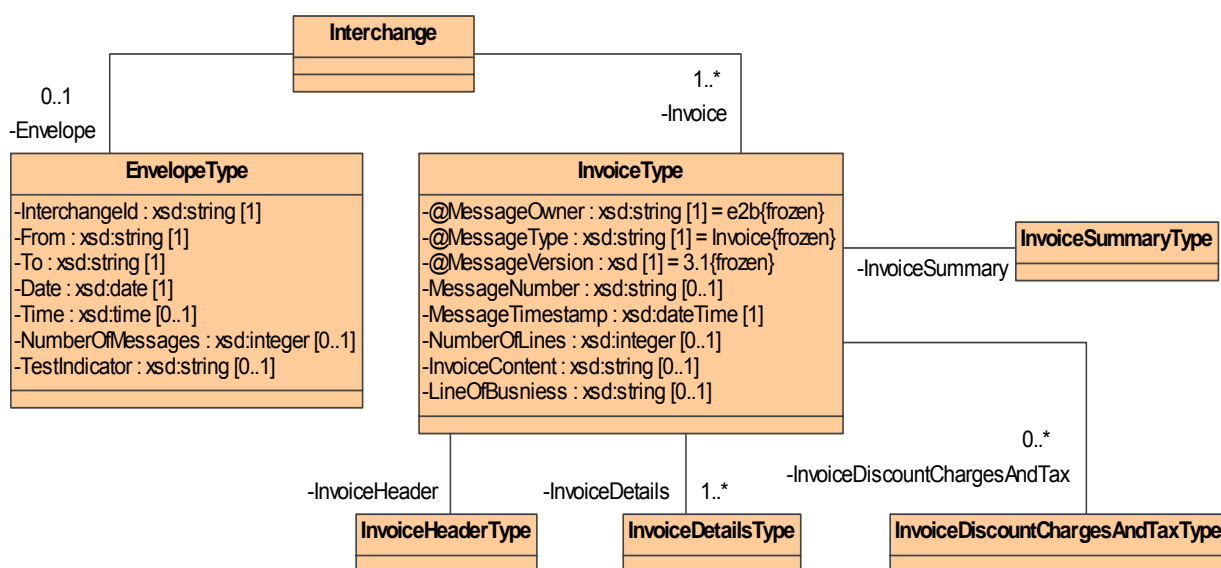 Interchange
0..1
-Envelope
1..*
-Invoice
EnvelopeType
-InterchangeId : xsd:string [1]
-From : xsd:string [1]
-To : xsd:string [1]
-Date : xsd:date [1]
-Time : xsd:time [0..1]
-NumberOfMessages : xsd:integer [0..1]
-TestIndicator : xsd:string [0..1]
InvoiceType
-@MessageOwner : xsd:string [1] = e2b{frozen}
-@MessageType : xsd:string [1] = Invoice{frozen}
-@MessageVersion : xsd [1] = 3.1{frozen}
-MessageNumber : xsd:string [0..1]
-MessageTimestamp : xsd:dateTime [1]
-NumberOfLines : xsd:integer [0..1]
-InvoiceContent : xsd:string [0..1]
-LineOfBusniess : xsd:string [0..1]
InvoiceSummaryType
-InvoiceSummary
0..*
-InvoiceDiscountChargesAndTax
-InvoiceHeader
-InvoiceDetails
1..*
InvoiceHeaderType
InvoiceDetailsType
InvoiceDiscountChargesAndTaxType